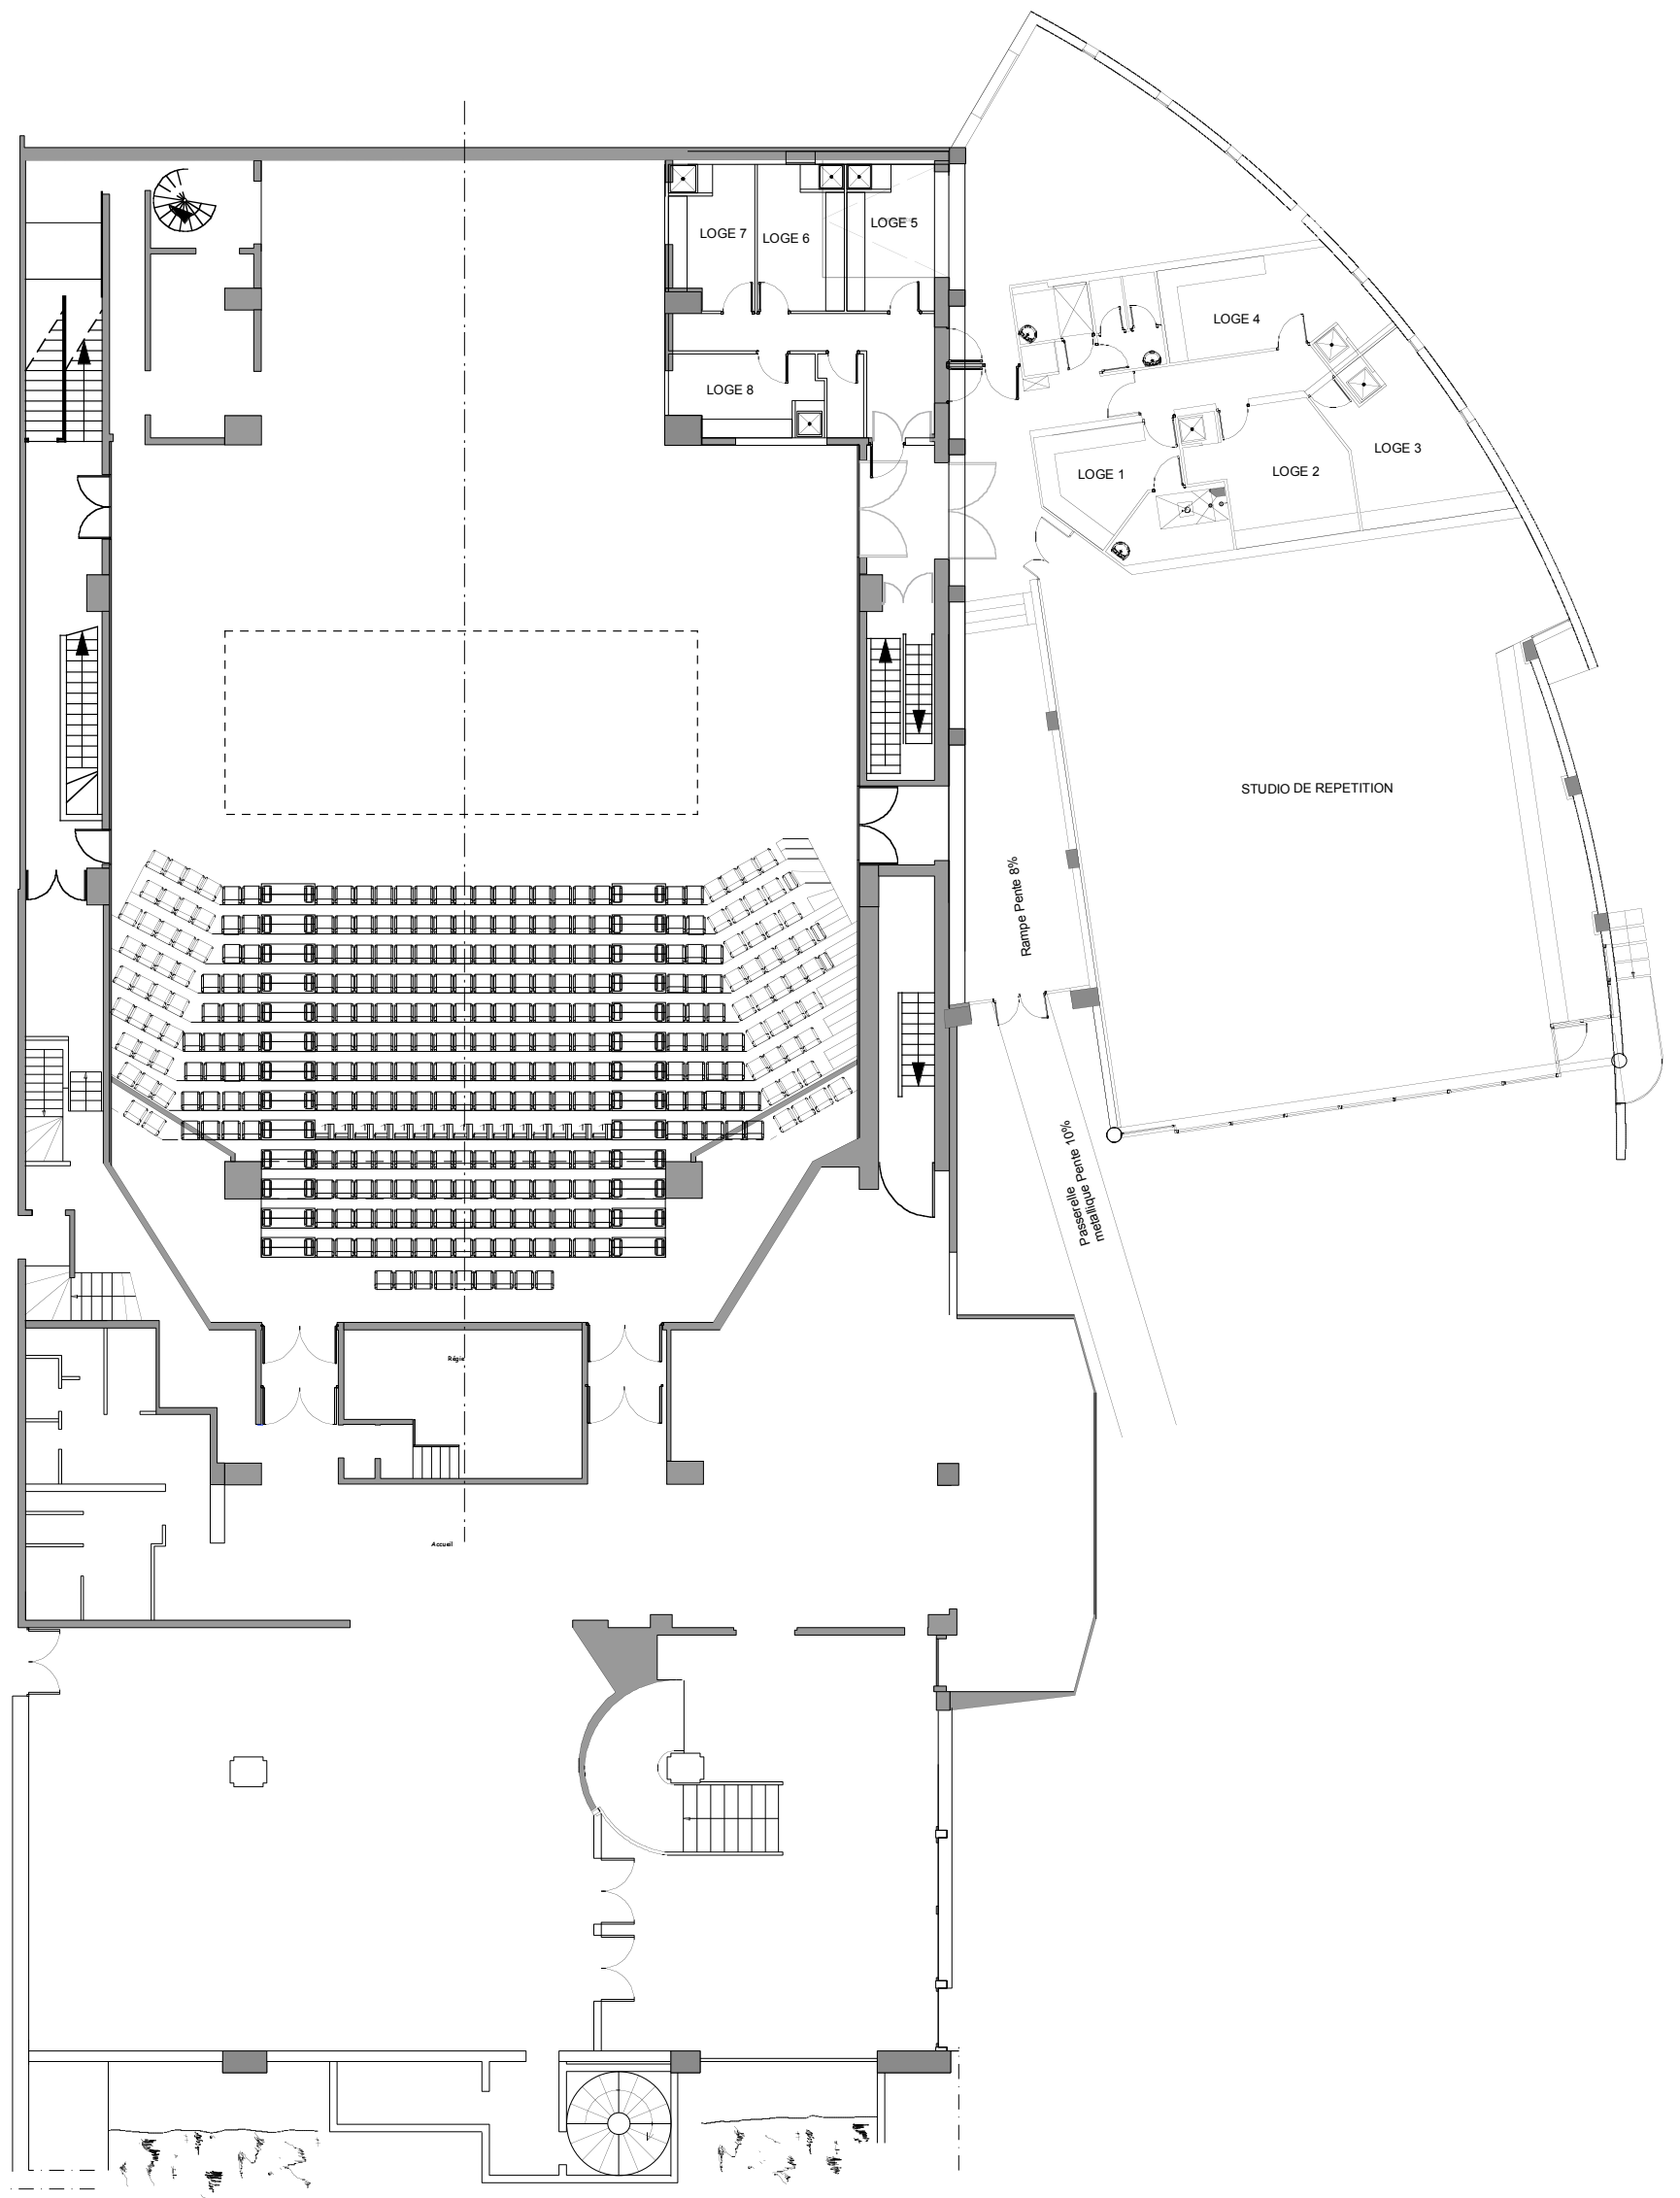 LOGE 7
LOGE 6
LOGE 5
LOGE 8
LOGE 4
LOGE 3
LOGE 2
LOGE 1
STUDIO DE REPETITION
Rampe Pente 8%
Passerelle
metallique Pente 10%
Régie
Accueil